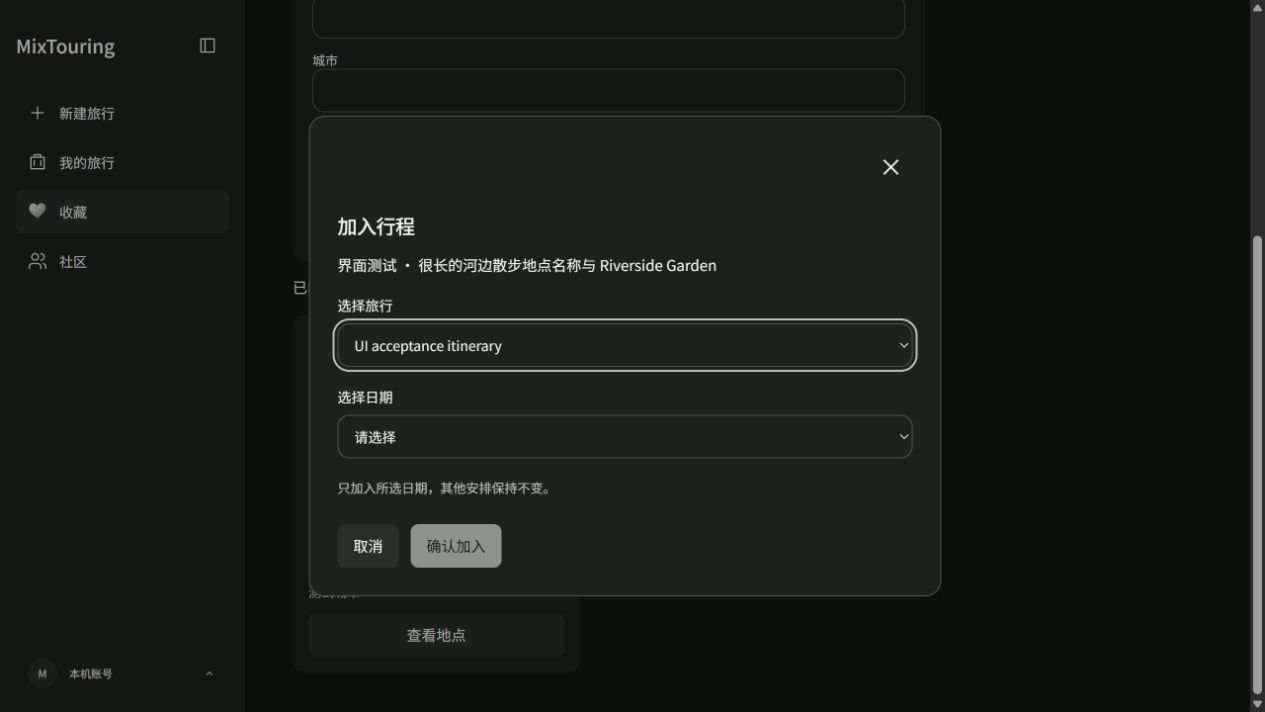 MixTouring
新建旅行
我的旅行
收藏
社区
M 本机账号
城市
已
加入行程
界面测试 · 很长的河边散步地点名称与 Riverside Garden
选择旅行
UI acceptance itinerary
选择日期
请选择
只加入所选日期，其他安排保持不变。
取消
确认加入
查看地点